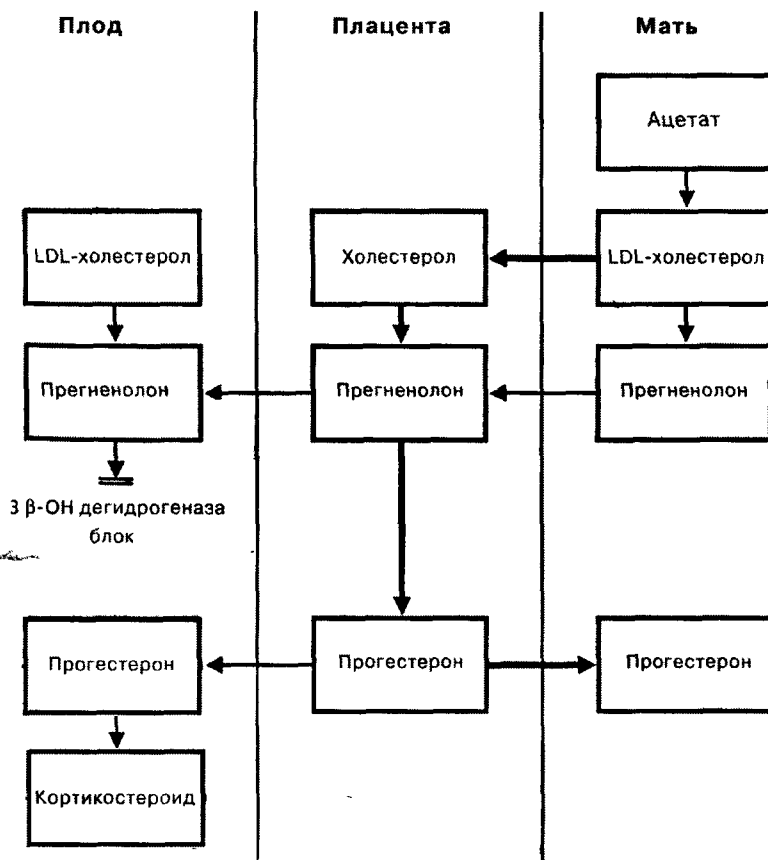 Плод
Плацента
Мать
Ацетат
LDL-холестерол
Холестерол
LDL-холестерол
Прегненолон
Прегненолон
Прегненолон
3 β-ОН дегидрогеназа
блок
Прогестерон
Прогестерон
Прогестерон
Кортикостероид